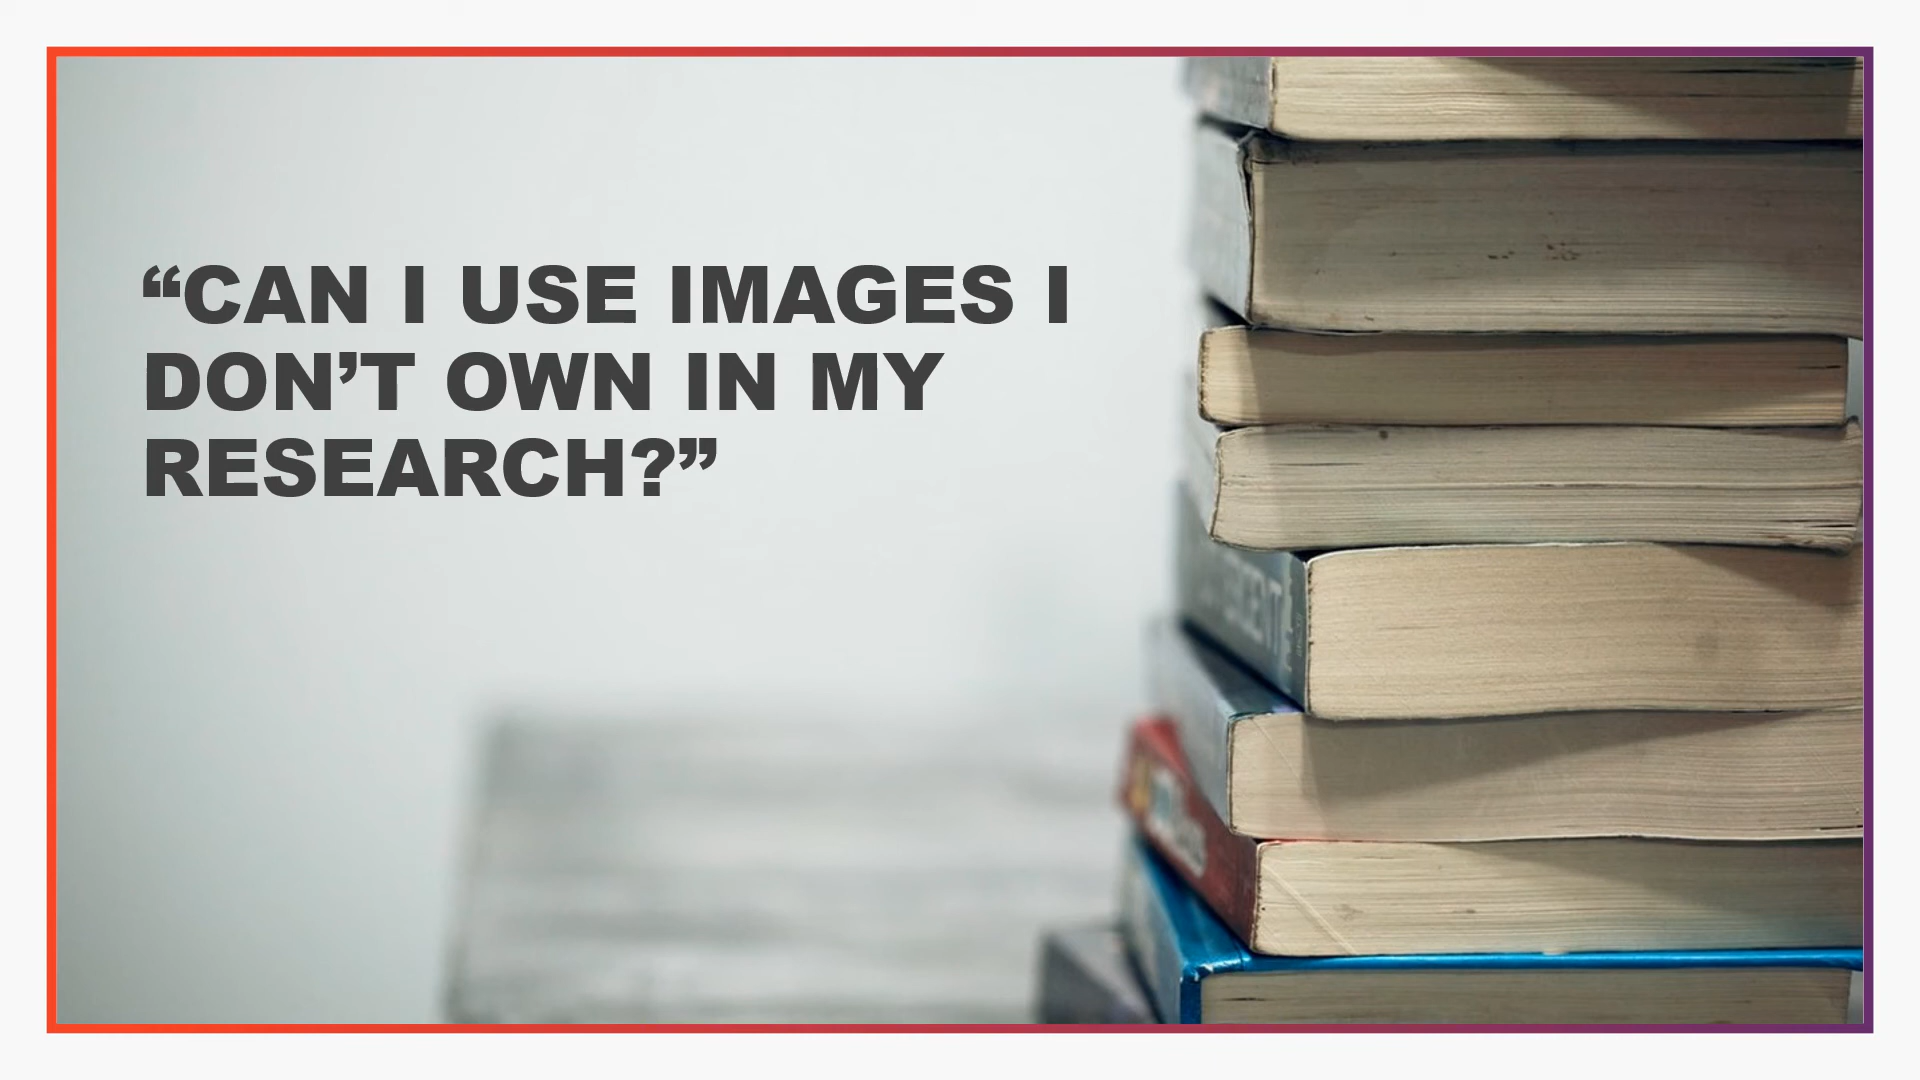 “CAN I USE IMAGES I
DON’T OWN IN MY
RESEARCH?”